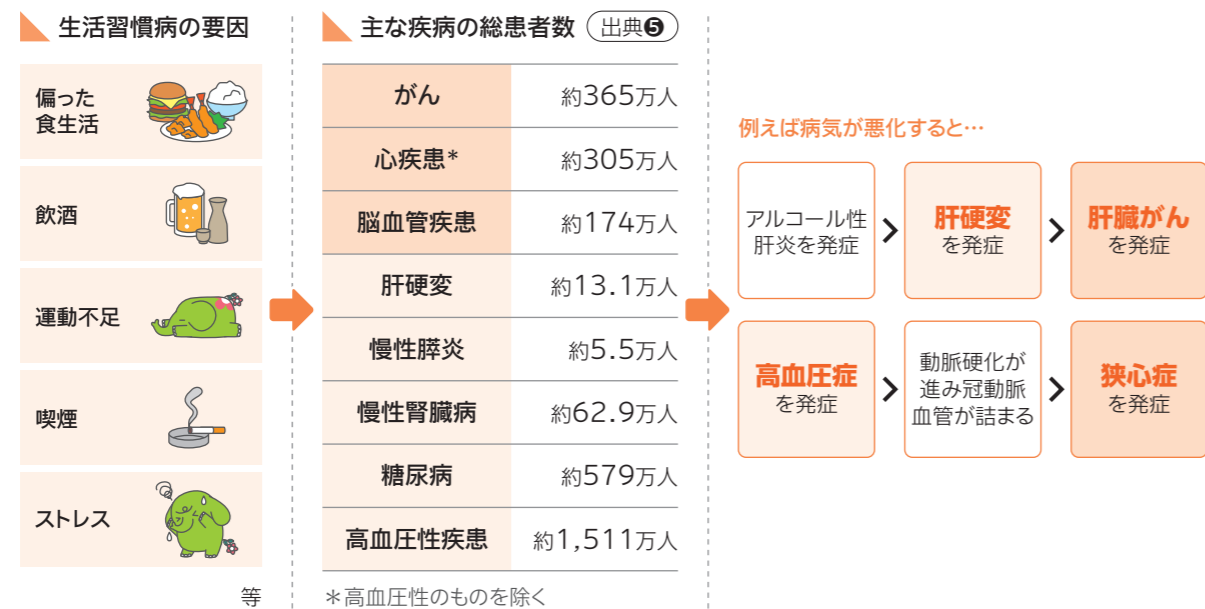 生活習慣病の要因
偏った
食生活
飲酒
運動不足
喫煙
ストレス
等
主な疾病の総患者数 出典❺
がん 約365万人
心疾患* 約305万人
脳血管疾患 約174万人
肝硬変 約13.1万人
慢性膵炎 約5.5万人
慢性腎臓病 約62.9万人
糖尿病 約579万人
高血圧性疾患 約1,511万人
＊高血圧性のものを除く
例えば病気が悪化すると…
アルコール性
肝炎を発症
肝硬変
を発症
肝臓がん
を発症
高血圧症
を発症
動脈硬化が
進み冠動脈
血管が詰まる
狭心症
を発症